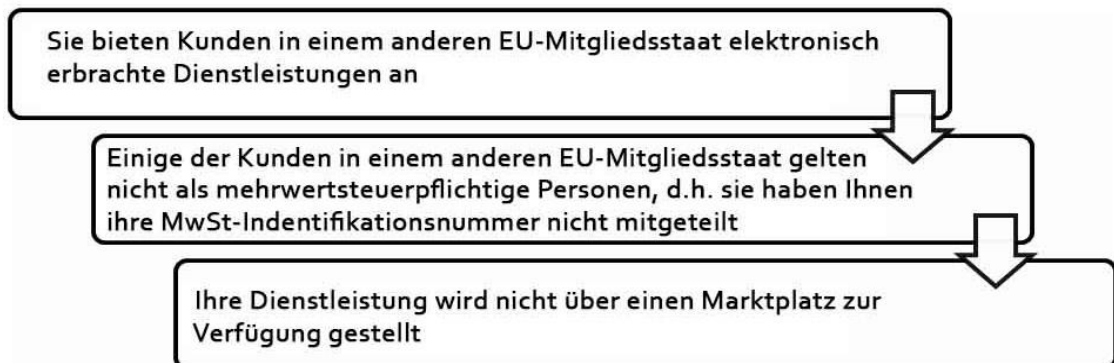 Sie bieten Kunden in einem anderen EU-Mitgliedsstaat elektronisch
erbrachte Dienstleistungen an
Einige der Kunden in einem anderen EU-Mitgliedsstaat gelten
nicht als mehrwertsteuerpflichtige Personen, d.h. sie haben Ihnen
ihre MwSt-Indentifikationsnummer nicht mitgeteilt
Ihre Dienstleistung wird nicht über einen Marktplatz zur
Verfügung gestellt